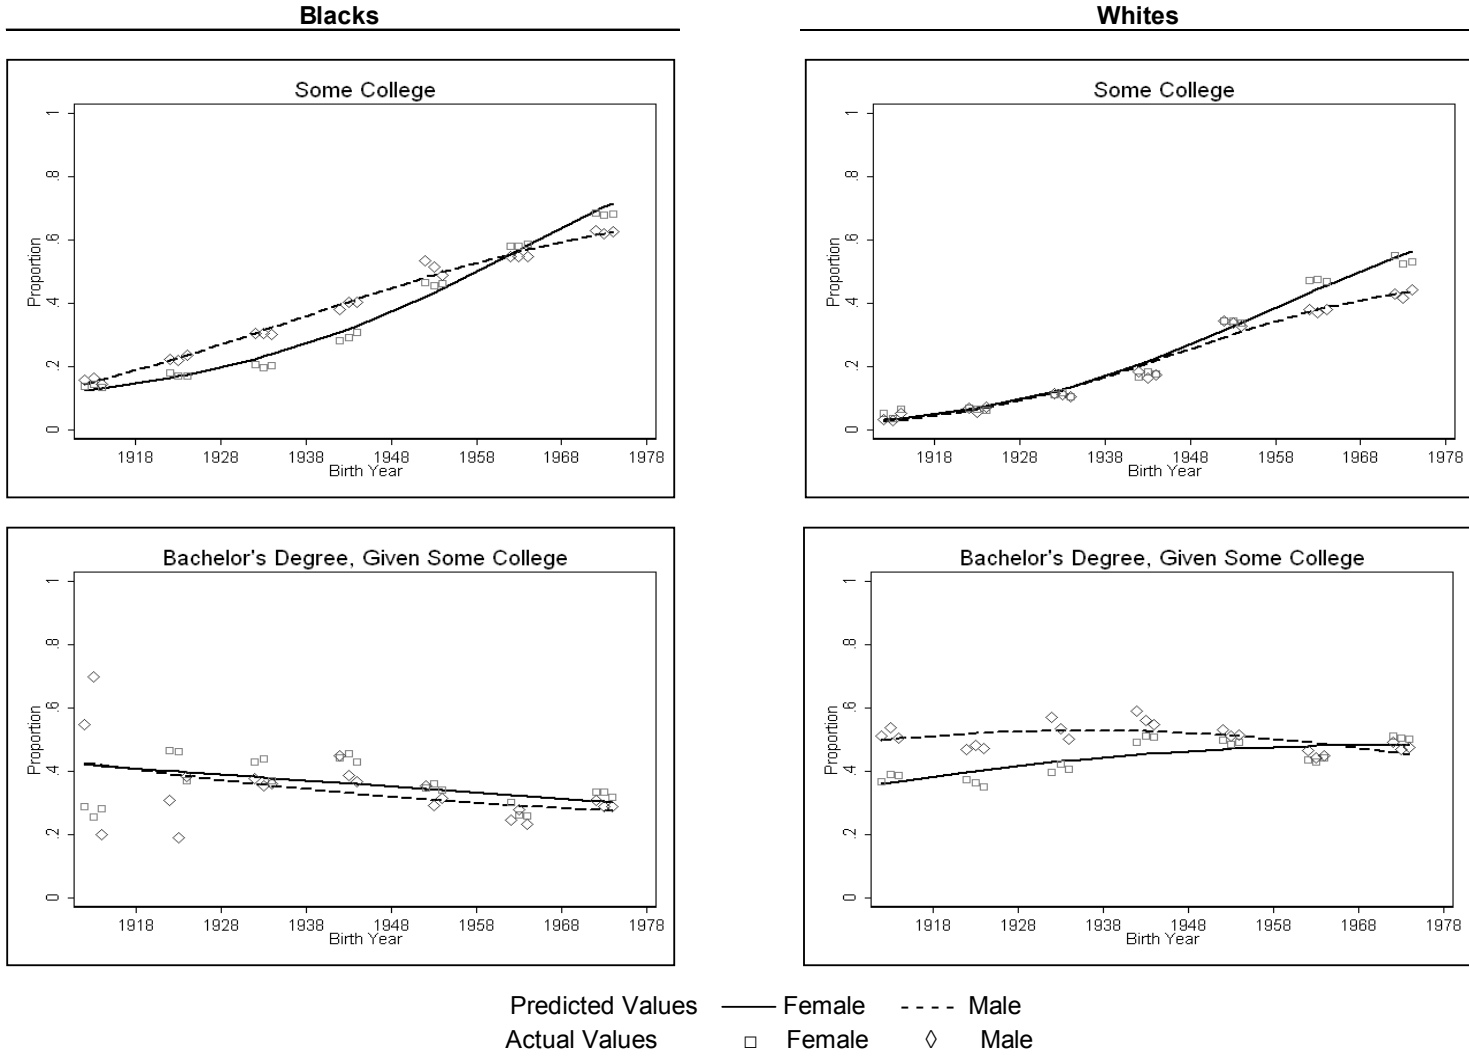 Blacks
Whites
Some College
Proportion
0 .2 .4 .6 .8 1
1918 1928 1938 1948 1958 1968 1978
Birth Year
Some College
Proportion
0 .2 .4 .6 .8 1
1918 1928 1938 1948 1958 1968 1978
Birth Year
Bachelor's Degree, Given Some College
Proportion
0 .2 .4 .6 .8 1
1918 1928 1938 1948 1958 1968 1978
Birth Year
Bachelor's Degree, Given Some College
Proportion
0 .2 .4 .6 .8 1
1918 1928 1938 1948 1958 1968 1978
Birth Year
Predicted Values Female Male
Actual Values Female Male